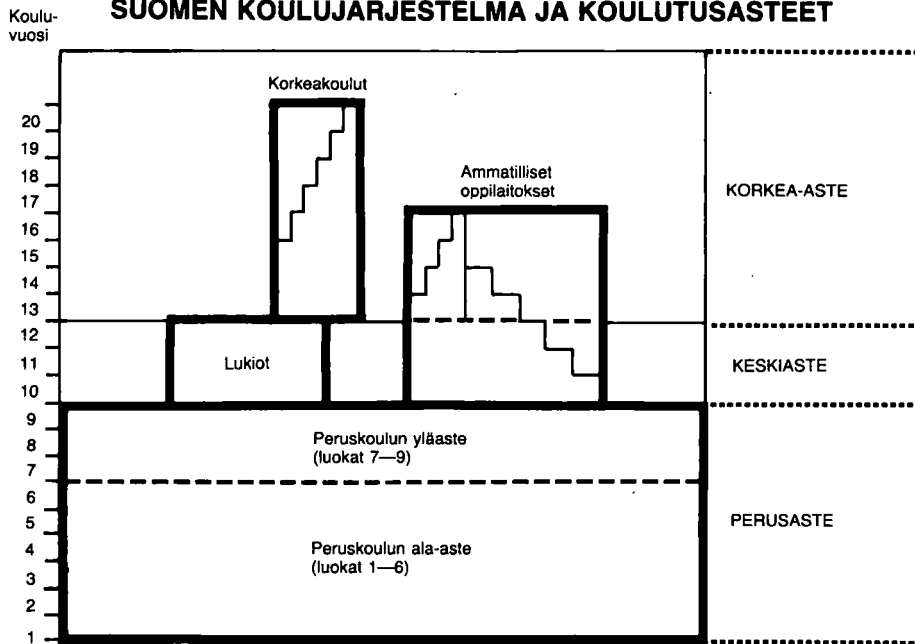 SUOMEN KOULUJÄRJESTELMÄ JA KOULUTUSASTEET
Koulu-
vuosi
Korkeakoulut
20
19
18
17
16
15
14
13
12
11
10
9
8
7
6
5
4
3
2
1
Ammatilliset
oppilaitokset
KORKEA-ASTE
Lukiot
KESKIASTE
Peruskoulun yläaste
(luokat 7—9)
PERUSASTE
Peruskoulun ala-aste
(luokat 1—6)